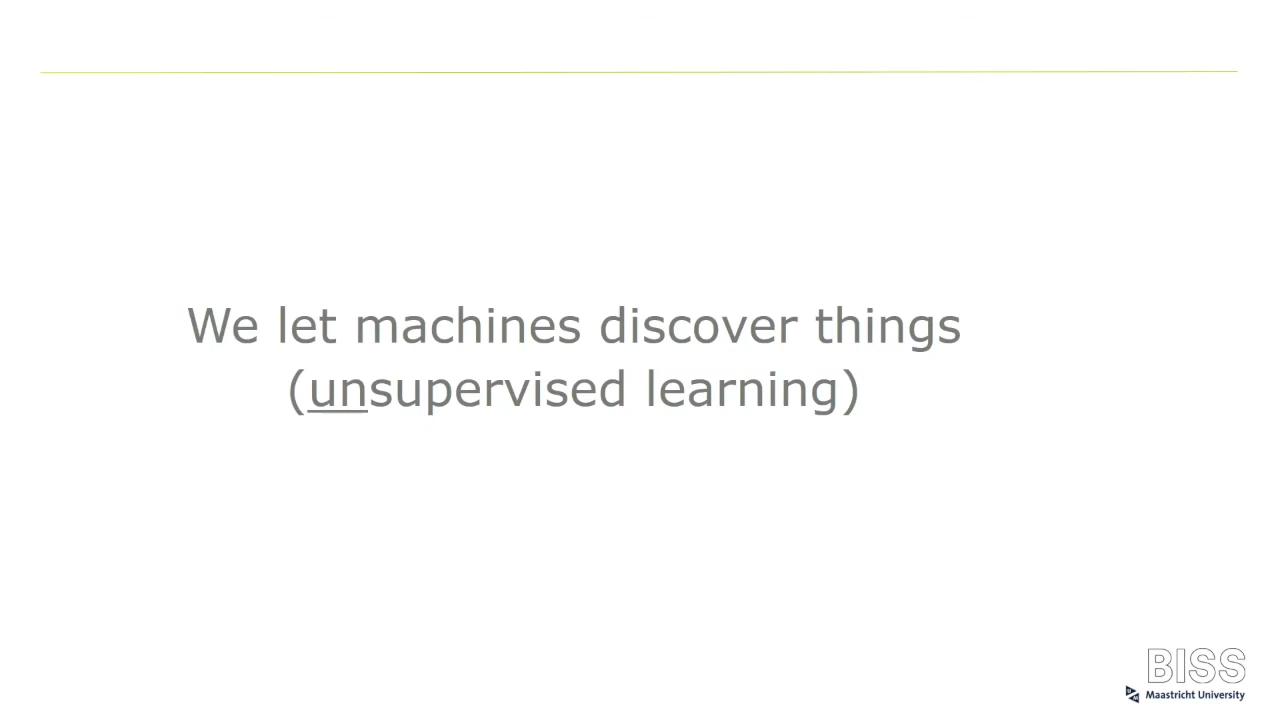 We let machines discover things
(unsupervised learning)
BISS
Maastricht University